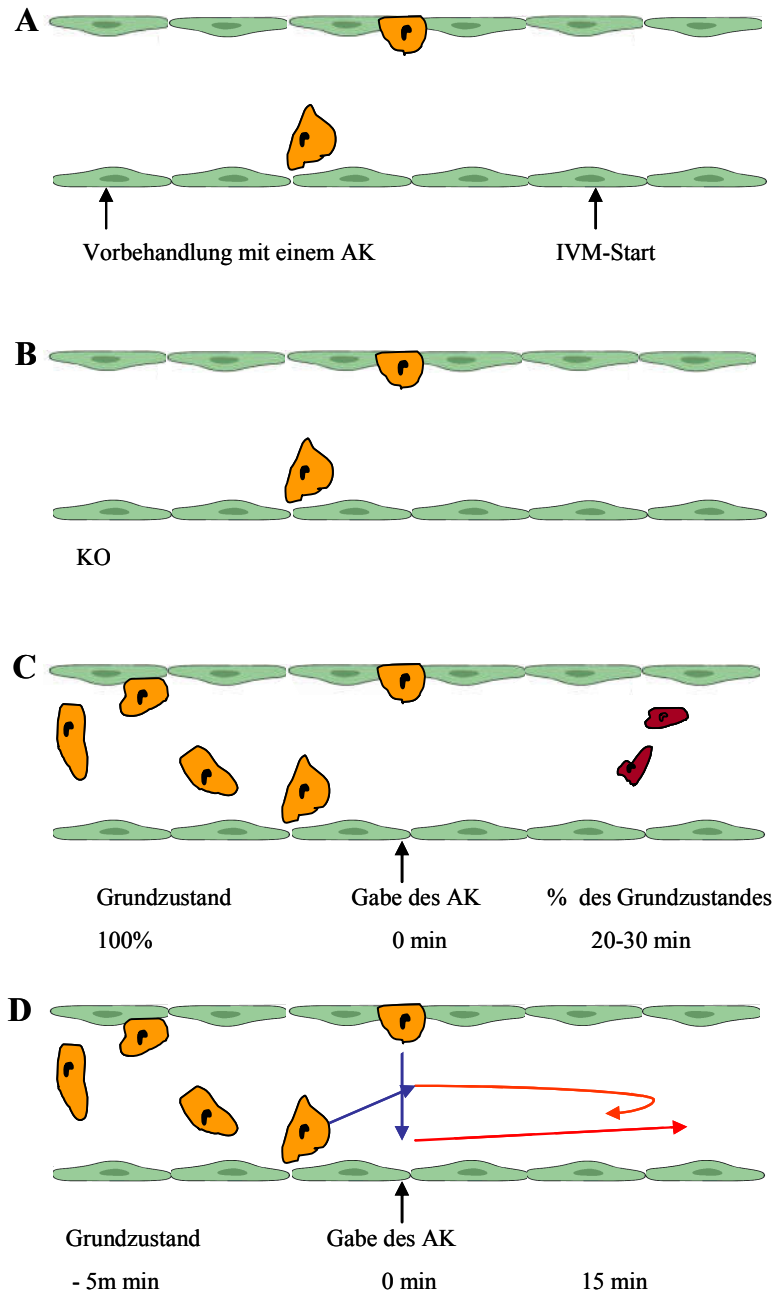 A
Vorbehandlung mit einem AK IVM-Start
B
KO
C
Grundzustand Gabe des AK % des Grundzustandes
100% 0 min 20-30 min
D
Grundzustand Gabe des AK
- 5m min 0 min 15 min